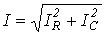 I = √(I_R^2 + I_C^2)